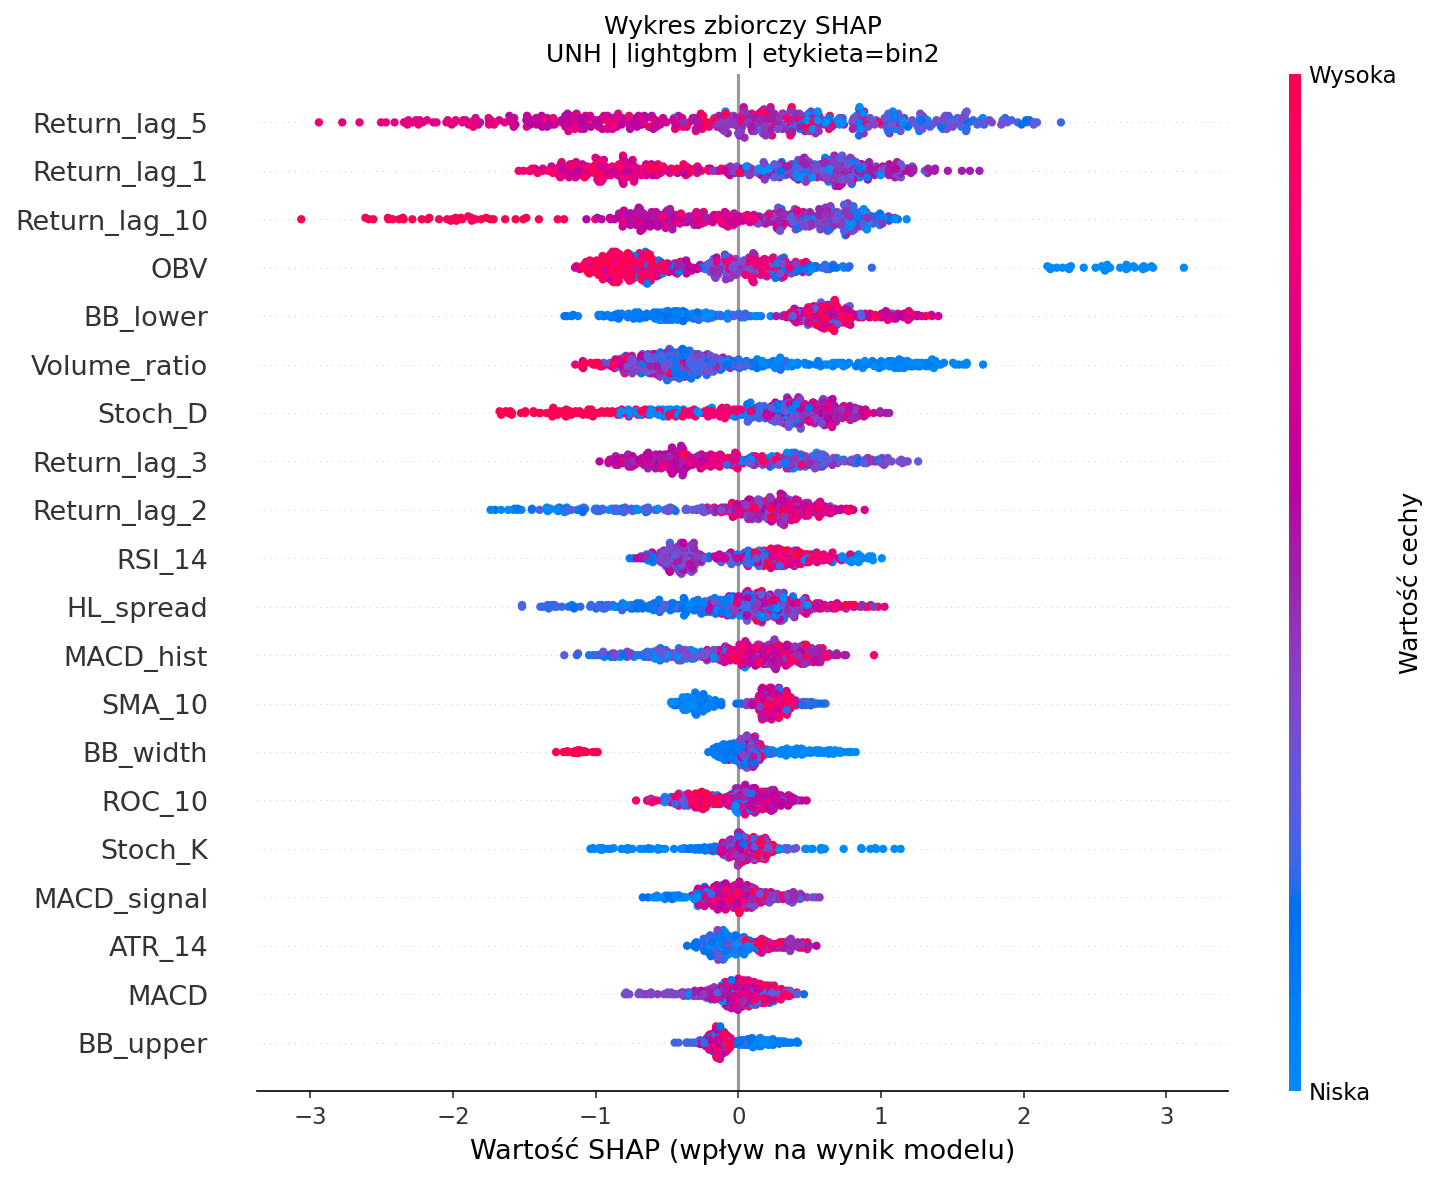 Wykres zbiorczy SHAP
UNH | lightgbm | etykieta=bin2
Return_lag_5
Return_lag_1
Return_lag_10
OBV
BB_lower
Volume_ratio
Stoch_D
Return_lag_3
Return_lag_2
RSI_14
HL_spread
MACD_hist
SMA_10
BB_width
ROC_10
Stoch_K
MACD_signal
ATR_14
MACD
BB_upper
−3 −2 −1 0 1 2 3
Wartość SHAP (wpływ na wynik modelu)
Wysoka
Wartość cechy
Niska